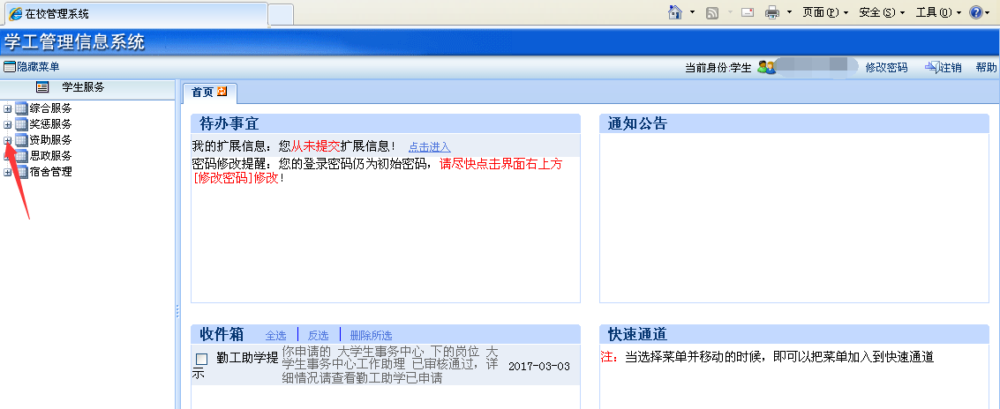 在校管理系统
页面(P)
安全(S)
工具(O)
学工管理信息系统
隐藏菜单
当前身份:学生
修改密码
注销
帮助
学生服务
综合服务
奖惩服务
资助服务
思政服务
宿舍管理
首页
待办事宜
我的扩展信息：您从未提交扩展信息！ 点击进入
密码修改提醒：您的登录密码仍为初始密码，请尽快点击界面右上方
[修改密码]修改！
通知公告
收件箱 全选 反选 删除所选
勤工助学提
示
你申请的 大学生事务中心 下的岗位 大
学生事务中心工作助理 已审核通过，详
细情况请查看勤工助学已申请
2017-03-03
快速通道
注：当选择菜单并移动的时候，即可以把菜单加入到快速通道